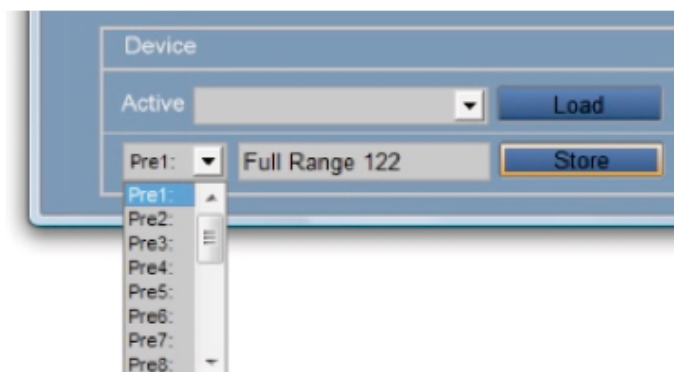 Device
Active Load
Pre1: Full Range 122 Store
Pre1:
Pre2:
Pre3:
Pre4:
Pre5:
Pre6:
Pre7:
Pre8: